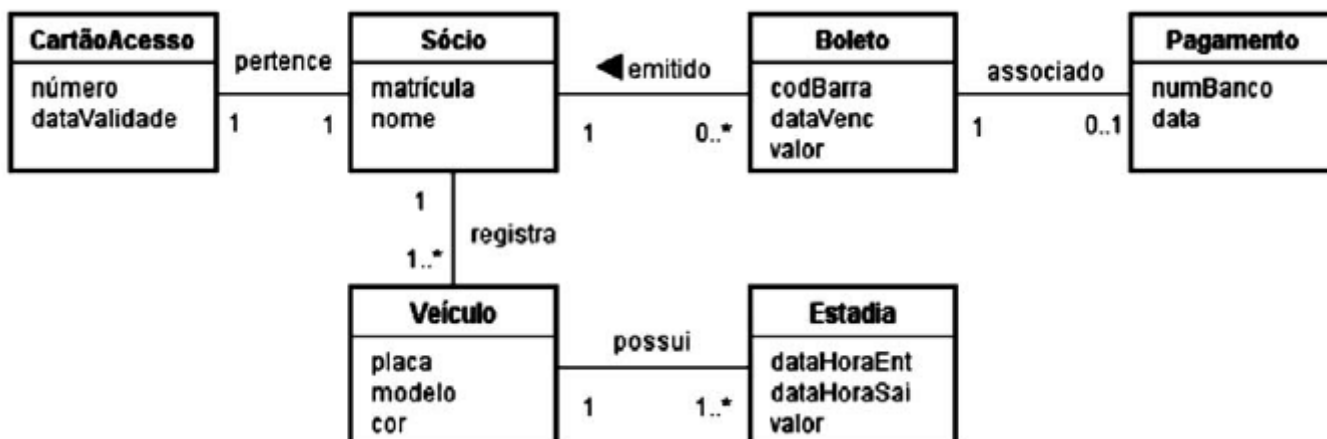 CartãoAcesso
número
dataValidade
pertence
1
1
Sócio
matrícula
nome
emitido
1
0..*
Boleto
codBarra
dataVenc
valor
associado
1
0..1
Pagamento
numBanco
data
1
registra
1..*
Veículo
placa
modelo
cor
possui
1
1..*
Estadia
dataHoraEnt
dataHoraSai
valor